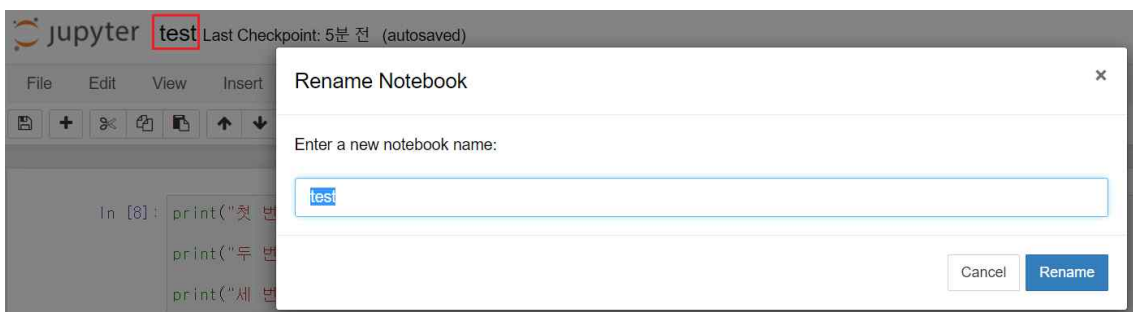 jupyter test Last Checkpoint: 5분 전 (autosaved)
File Edit View Insert
Rename Notebook ×
Enter a new notebook name:
test
In [8]: print("첫 번
print("두 번
print("세 번
Cancel Rename